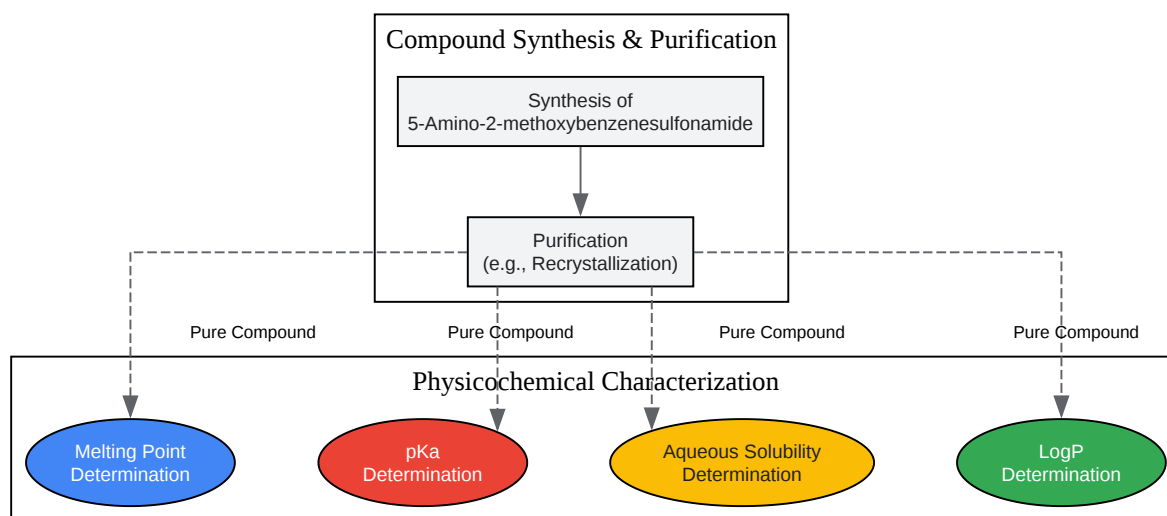 Compound Synthesis & Purification
Synthesis of
5-Amino-2-methoxybenzenesulfonamide
Purification
(e.g., Recrystallization)
Pure Compound
Pure Compound
Pure Compound
Pure Compound
Physicochemical Characterization
Melting Point
Determination
pKa
Determination
Aqueous Solubility
Determination
LogP
Determination